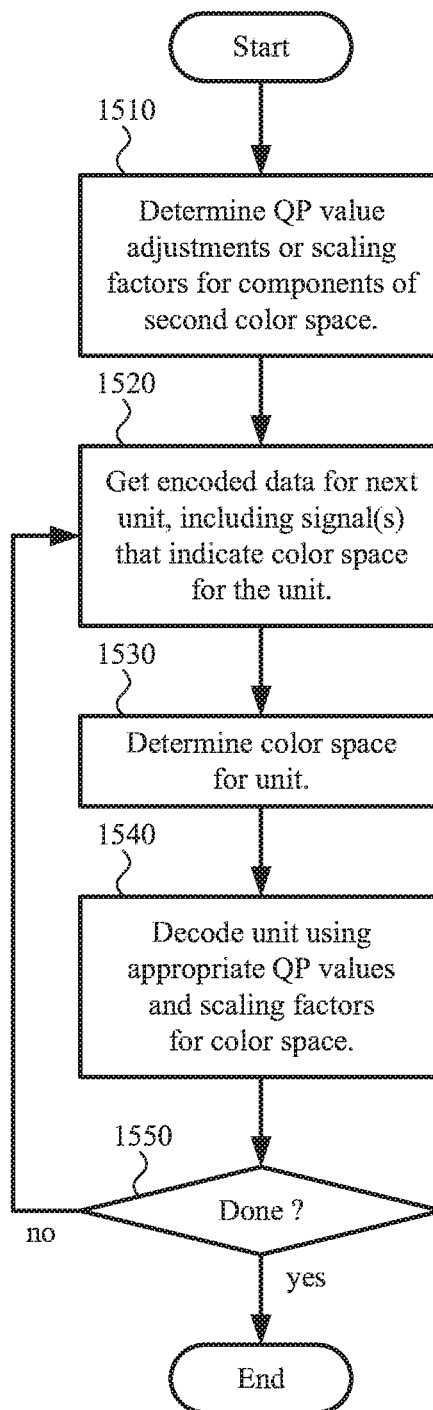 Start
1510
Determine QP value
adjustments or scaling
factors for components of
second color space.
1520
Get encoded data for next
unit, including signal(s)
that indicate color space
for the unit.
1530
Determine color space
for unit.
1540
Decode unit using
appropriate QP values
and scaling factors
for color space.
1550
Done ?
no
yes
End